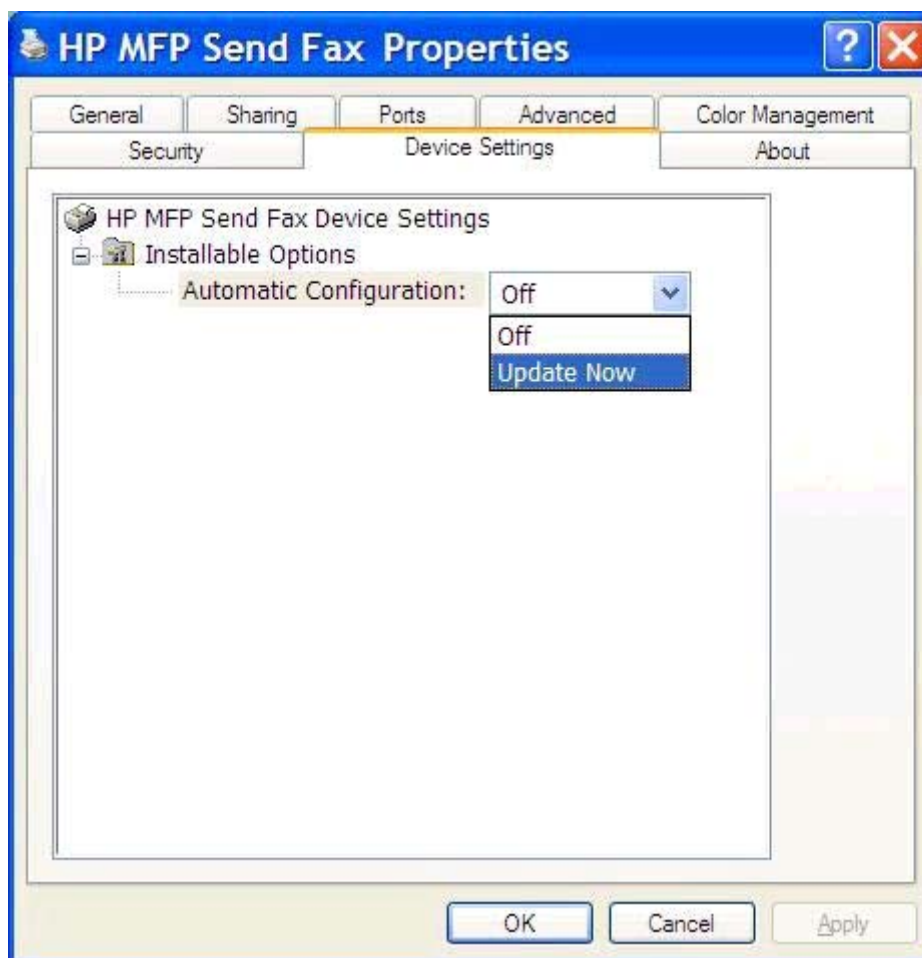 HP MFP Send Fax Properties
General Sharing Ports Advanced Color Management
Security Device Settings About
HP MFP Send Fax Device Settings
Installable Options
Automatic Configuration: Off
Off
Update Now
OK Cancel Apply